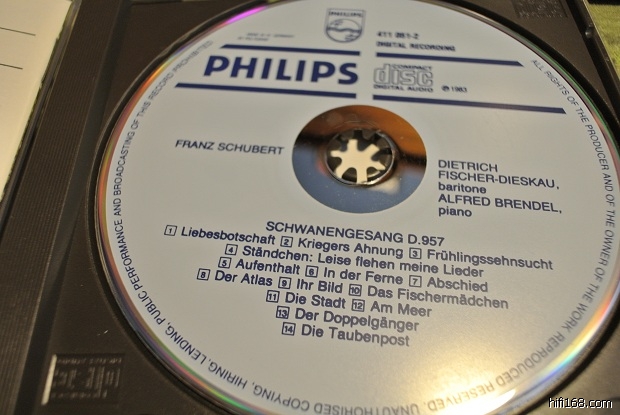 PHILIPS
411 051-2
DIGITAL RECORDING
PHILIPS
COMPACT
disc
DIGITAL AUDIO
℗ 1983
FRANZ SCHUBERT
DIETRICH
FISCHER-DIESKAU,
baritone
ALFRED BRENDEL,
piano
SCHWANENGESANG D.957
1 Liebesbotschaft 2 Kriegers Ahnung 3 Frühlingssehnsucht
4 Ständchen: Leise flehen meine Lieder
5 Aufenthalt 6 In der Ferne 7 Abschied
8 Der Atlas 9 Ihr Bild 10 Das Fischermädchen
11 Die Stadt 12 Am Meer
13 Der Doppelgänger
14 Die Taubenpost
ALL RIGHTS OF THE PRODUCER AND OF THE OWNER OF THE WORK REPRODUCED RESERVED. UNAUTHORISED COPYING, HIRING, LENDING, PUBLIC PERFORMANCE AND BROADCASTING OF THIS RECORD PROHIBITED
hifi168.com